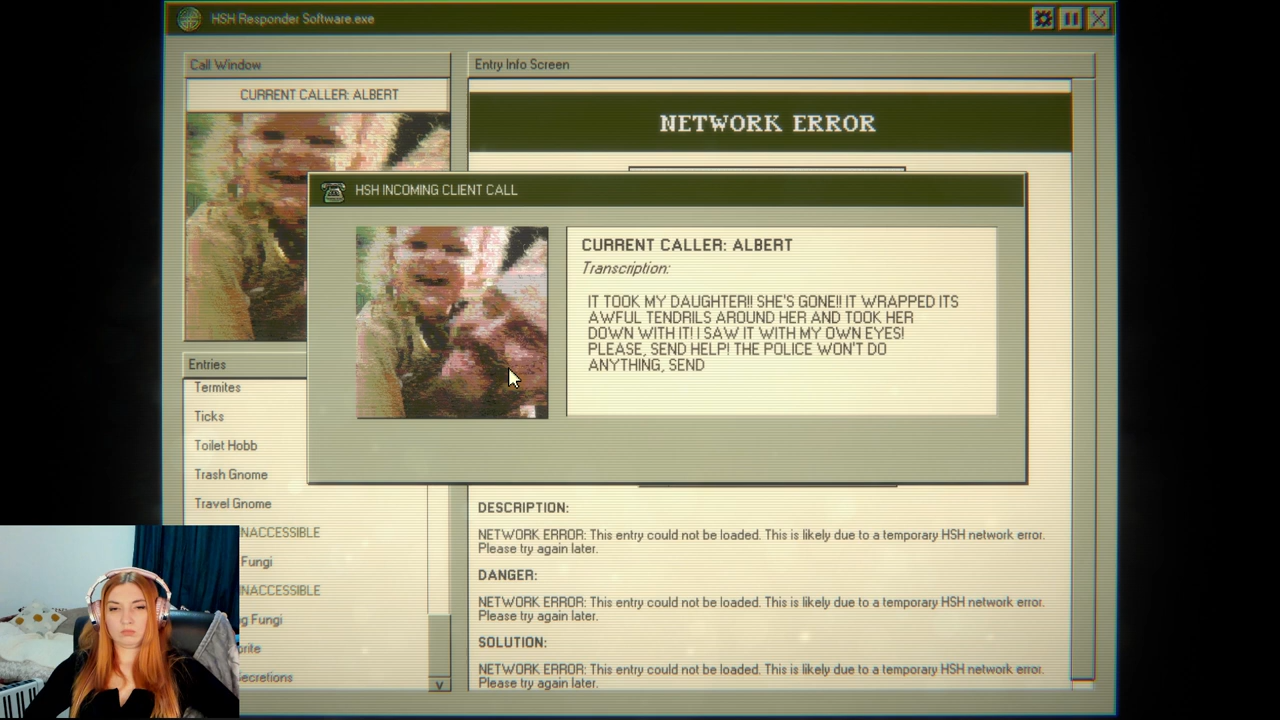 HSH Responder Software.exe
Call Window
CURRENT CALLER: ALBERT
Entry Info Screen
NETWORK ERROR
HSH INCOMING CLIENT CALL
CURRENT CALLER: ALBERT
Transcription:
IT TOOK MY DAUGHTER!! SHE'S GONE!! IT WRAPPED ITS
AWFUL TENDRILS AROUND HER AND TOOK HER
DOWN WITH IT! I SAW IT WITH MY OWN EYES!
PLEASE, SEND HELP! THE POLICE WON'T DO
ANYTHING, SEND
Entries
Termites
Ticks
Toilet Hobb
Trash Gnome
Travel Gnome
NACCESSIBLE
Fungi
NACCESSIBLE
g Fungi
orite
ecretions
DESCRIPTION:
NETWORK ERROR: This entry could not be loaded. This is likely due to a temporary HSH network error.
Please try again later.
DANGER:
NETWORK ERROR: This entry could not be loaded. This is likely due to a temporary HSH network error.
Please try again later.
SOLUTION:
NETWORK ERROR: This entry could not be loaded. This is likely due to a temporary HSH network error.
Please try again later.